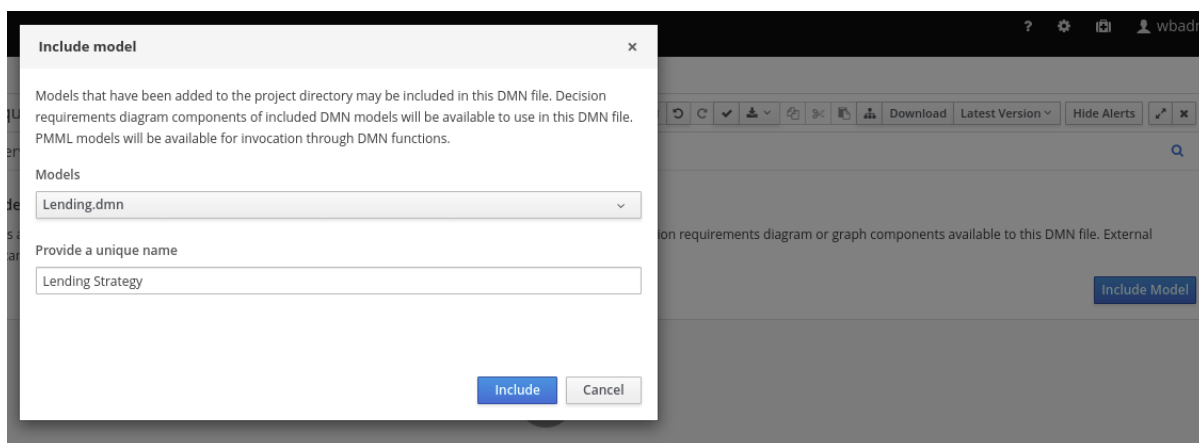 Include model
×
? wbadr
Models that have been added to the project directory may be included in this DMN file. Decision
requirements diagram components of included DMN models will be available to use in this DMN file.
PMML models will be available for invocation through DMN functions.
Download Latest Version Hide Alerts
Models
Lending.dmn
Provide a unique name
ion requirements diagram or graph components available to this DMN file. External
Lending Strategy
Include Model
Include Cancel